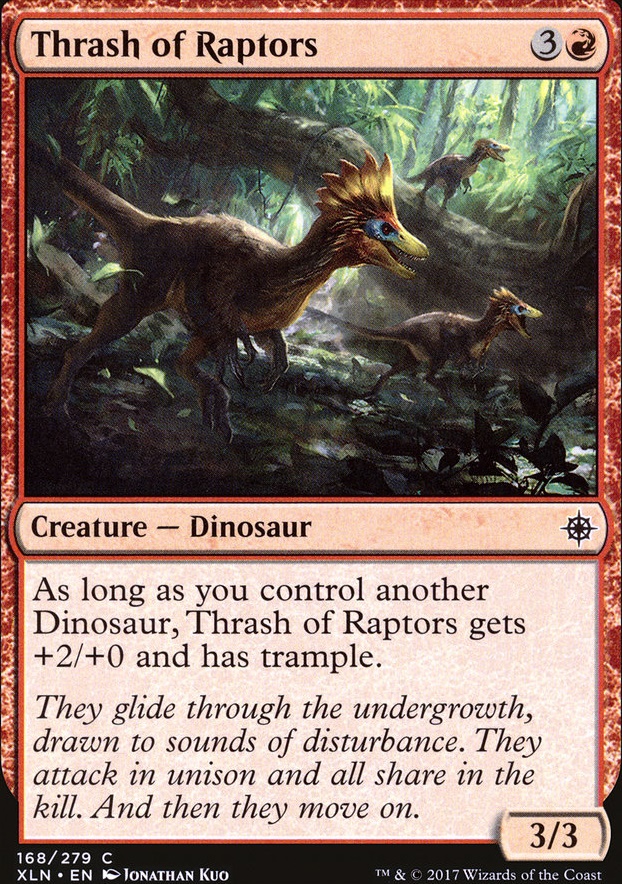 Thrash of Raptors 3
Creature — Dinosaur
As long as you control another
Dinosaur, Thrash of Raptors gets
+2/+0 and has trample.
They glide through the undergrowth,
drawn to sounds of disturbance. They
attack in unison and all share in the
kill. And then they move on.
3/3
168/279 C
XLN • EN Jonathan Kuo
™ & © 2017 Wizards of the Coast